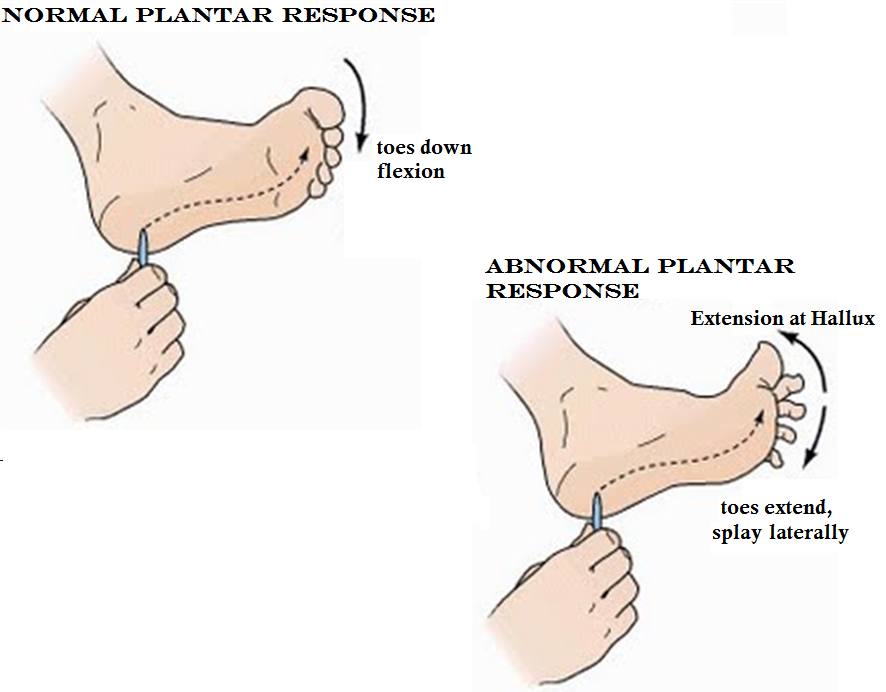 NORMAL PLANTAR RESPONSE
toes down
flexion
ABNORMAL PLANTAR
RESPONSE
Extension at Hallux
toes extend,
splay laterally